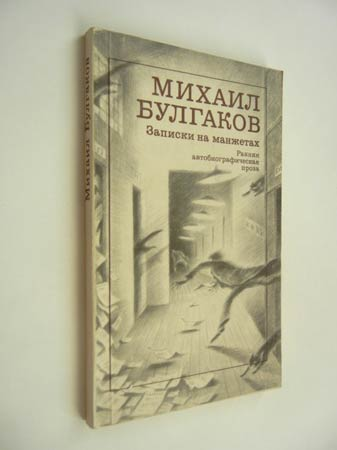 МИХАИЛ
БУЛГАКОВ
Записки на манжетах
Ранняя
автобиографическая
проза
Михаил Булгаков